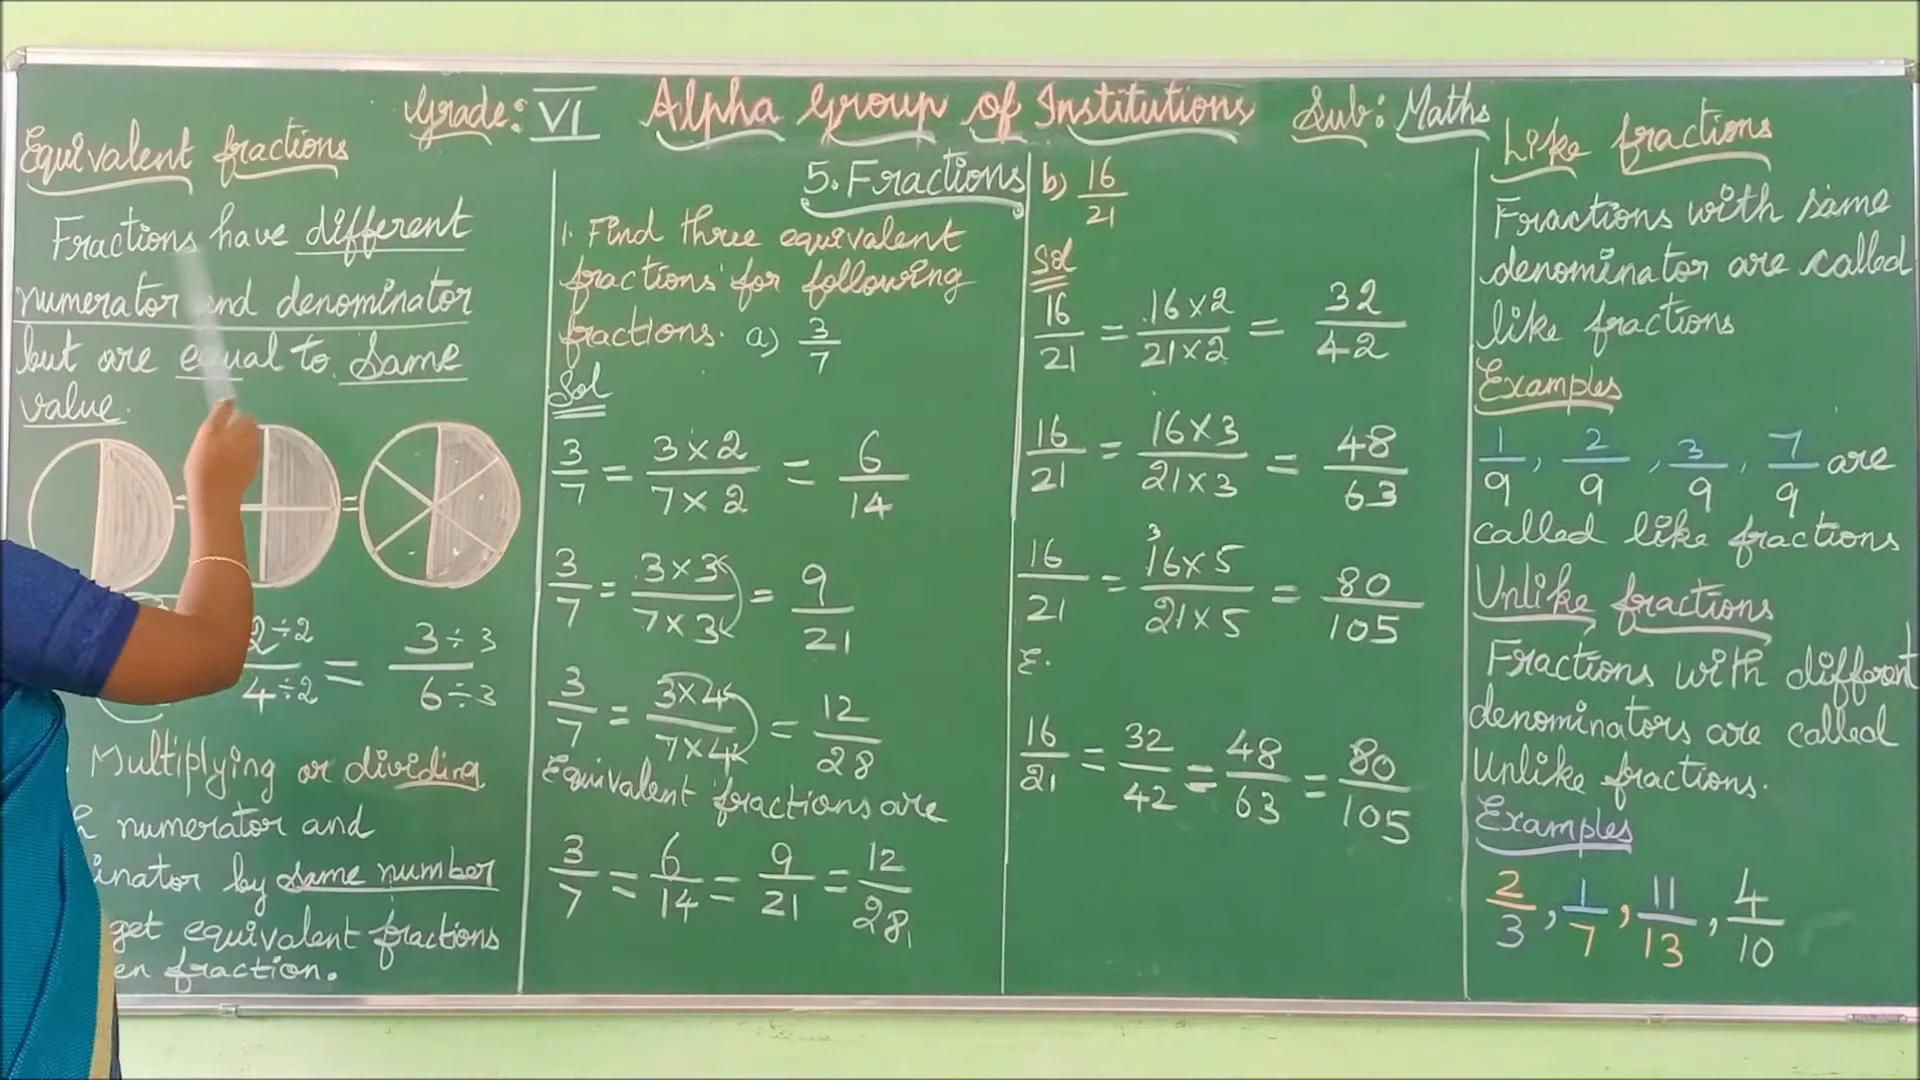 Grade: VI Alpha Group of Institutions Sub: Maths
Equivalent fractions
Fractions have different
numerator and denominator
but are equal to same
value.
= =
2÷2/4÷2 = 3÷3/6÷3
Multiplying or dividing
numerator and
by same number
get equivalent fractions
fraction.
5. Fractions
1. Find three equivalent
fractions for following
fractions. a) 3/7
Sol
3/7 = 3×2/7×2 = 6/14
3/7 = 3×3/7×3 = 9/21
3/7 = 3×4/7×4 = 12/28
Equivalent fractions are
3/7 = 6/14 = 9/21 = 12/28
b) 16/21
Sol
16/21 = 16×2/21×2 = 32/42
16/21 = 16×3/21×3 = 48/63
3
16/21 = 16×5/21×5 = 80/105
E.
16/21 = 32/42 = 48/63 = 80/105
Like fractions
Fractions with same
denominator are called
like fractions
Examples
1/9, 2/9, 3/9, 7/9 are
called like fractions
Unlike fractions
Fractions with different
denominators are called
Unlike fractions.
Examples
2/3, 1/7, 11/13, 4/10